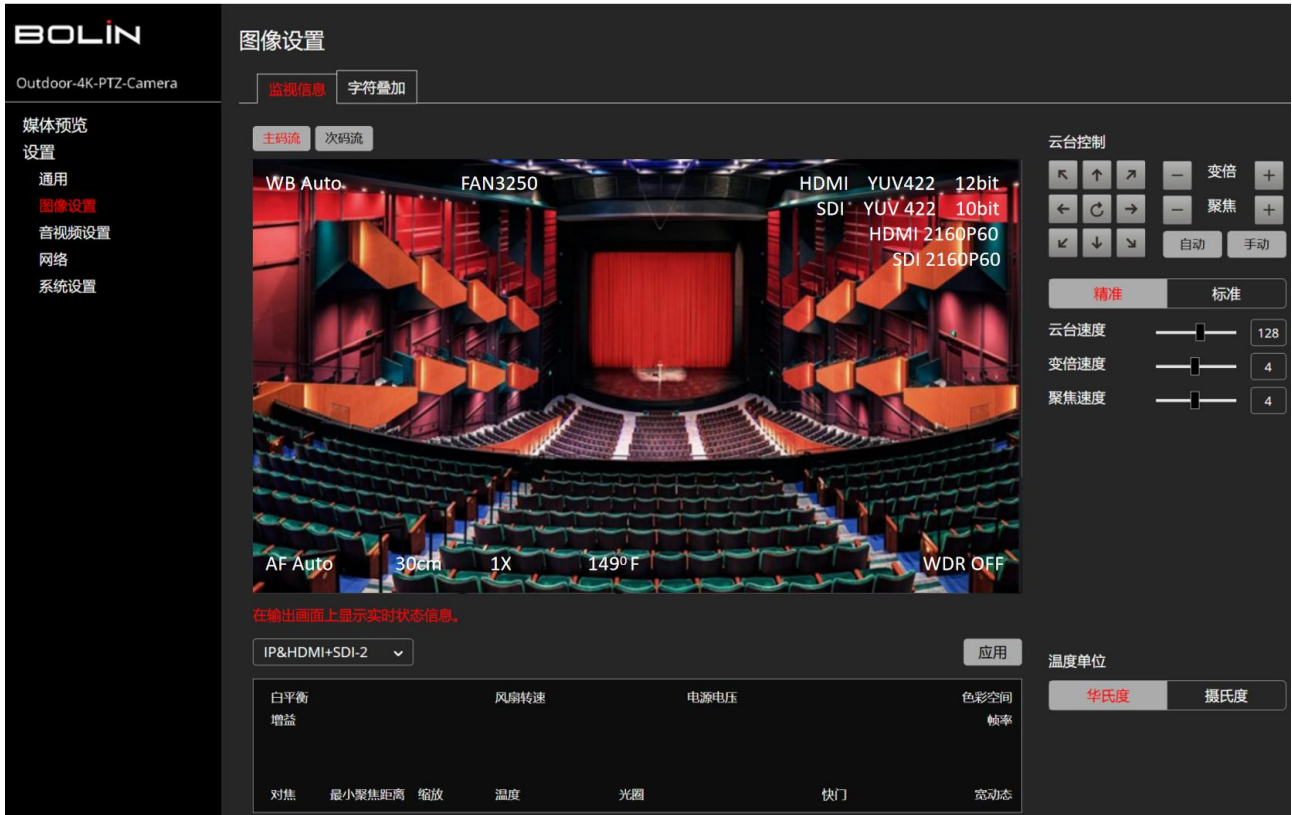 BOLIN
Outdoor-4K-PTZ-Camera
媒体预览
设置
通用
图像设置
音视频设置
网络
系统设置
图像设置
监视信息 字符叠加
主码流 次码流
WB Auto FAN3250 HDMI YUV422 12bit
SDI YUV 422 10bit
HDMI 2160P60
SDI 2160P60
AF Auto 30cm 1X 149⁰ F WDR OFF
在输出画面上显示实时状态信息。
IP&HDMI+SDI-2 应用
白平衡 风扇转速 电源电压 色彩空间
增益 帧率
对焦 最小聚焦距离 缩放 温度 光圈 快门 宽动态
云台控制
变倍
聚焦
自动 手动
精准 标准
云台速度 128
变倍速度 4
聚焦速度 4
温度单位
华氏度 摄氏度